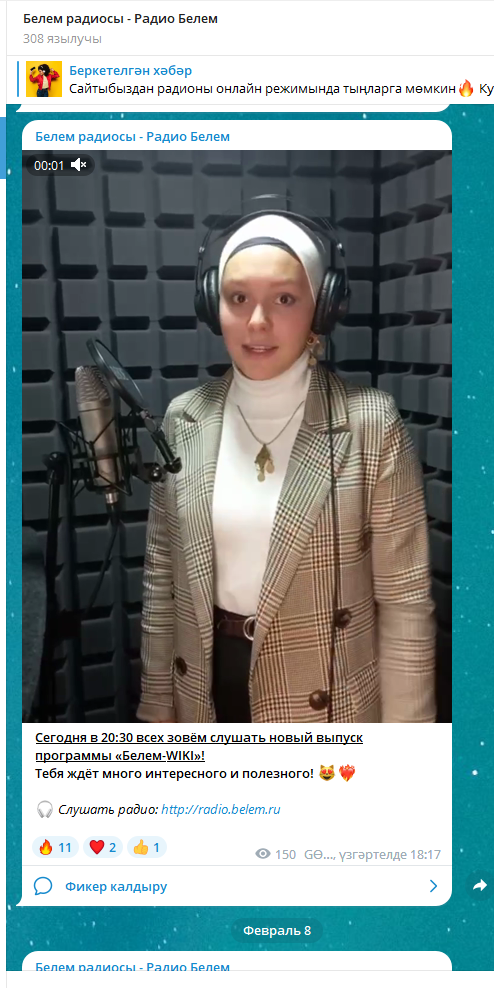 Белем радиосы - Радио Белем
308 язылучы
Беркетелгән хәбәр
Сайтыбыздан радионы онлайн режимында тыңларга мөмкин🔥 Ку
Белем радиосы - Радио Белем
00:01
Сегодня в 20:30 всех зовём слушать новый выпуск
программы «Белем-WIKI»!
Тебя ждёт много интересного и полезного! 😻 ❤️‍🔥
🎧 Слушать радио: http://radio.belem.ru
🔥 11 ❤️ 2 👍 1
150 GӨ..., үзгәртелде 18:17
Фикер калдыру
Февраль 8
Белем радиосы - Радио Белем